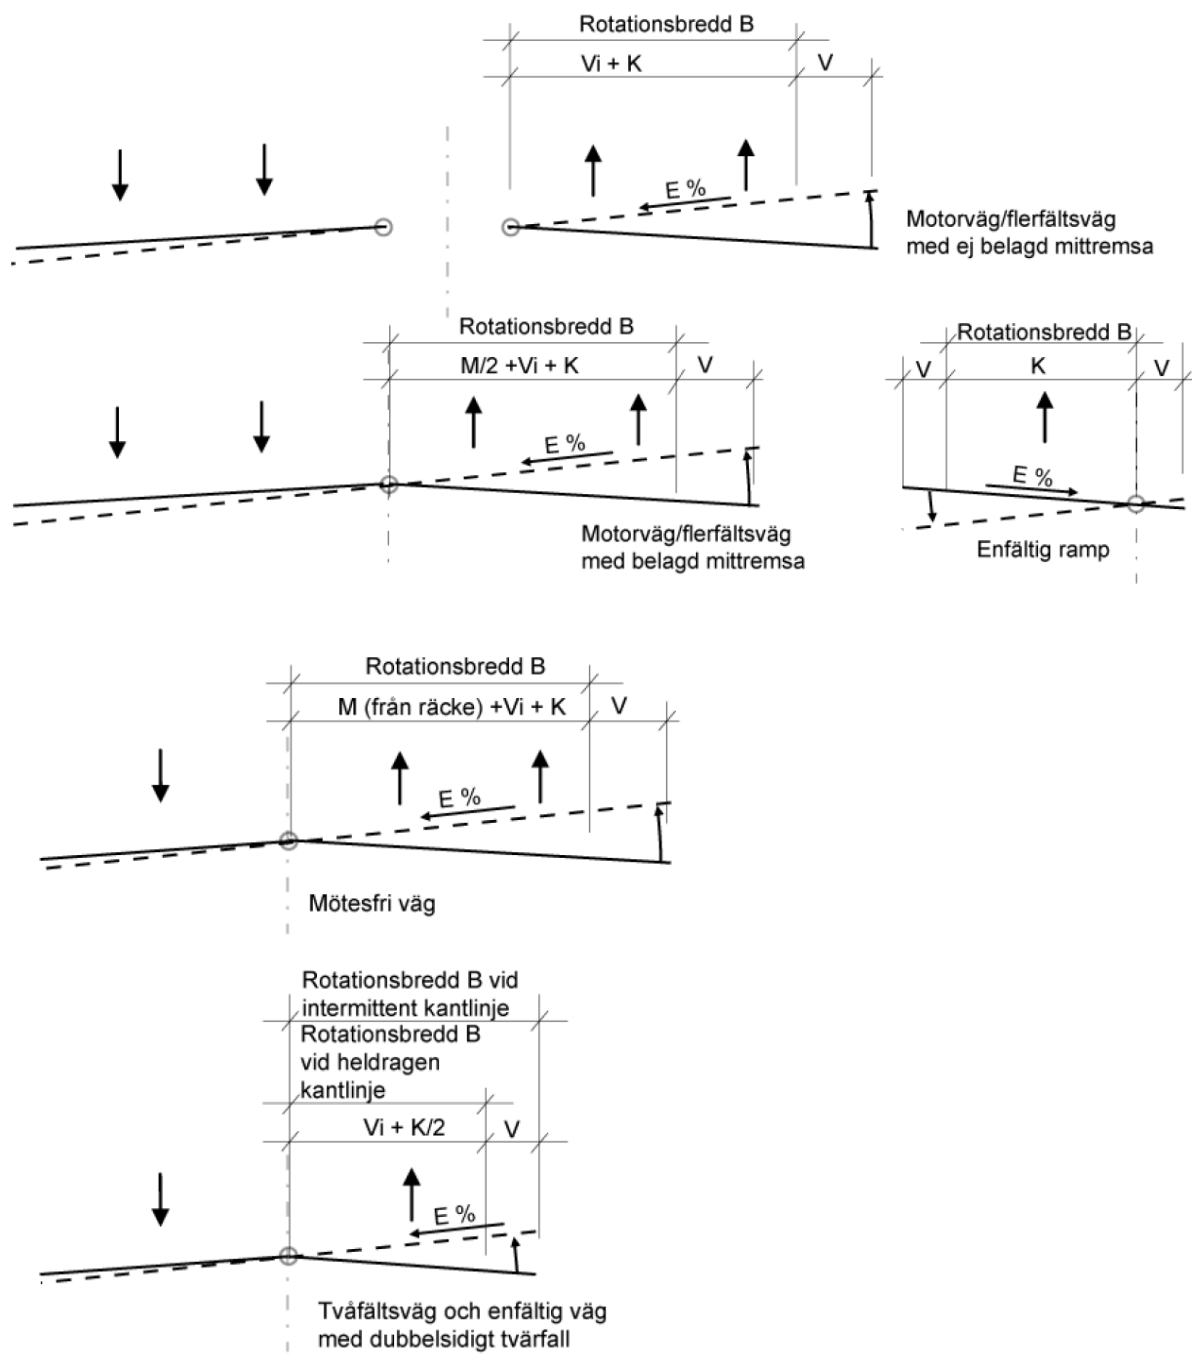 Rotationsbredd B
Vi + K
V
E %
Motorväg/flerfältsväg
med ej belagd mittremsa
Rotationsbredd B
M/2 +Vi + K
V
E %
Motorväg/flerfältsväg
med belagd mittremsa
Rotationsbredd B
V
K
V
E %
Enfältig ramp
Rotationsbredd B
M (från räcke) +Vi + K
V
E %
Mötesfri väg
Rotationsbredd B vid
intermittent kantlinje
Rotationsbredd B
vid heldragen
kantlinje
Vi + K/2
V
E %
Tvåfältsväg och enfältig väg
med dubbelsidigt tvärfall